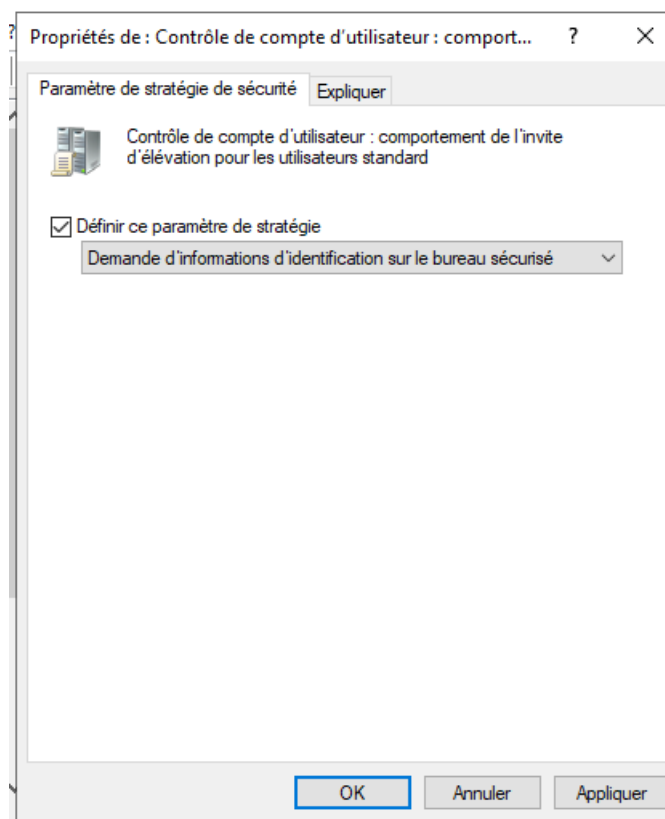 ?
Propriétés de : Contrôle de compte d'utilisateur : comport...
?
Paramètre de stratégie de sécurité
Expliquer
Contrôle de compte d'utilisateur : comportement de l'invite
d'élévation pour les utilisateurs standard
Définir ce paramètre de stratégie
Demande d'informations d'identification sur le bureau sécurisé
OK
Annuler
Appliquer